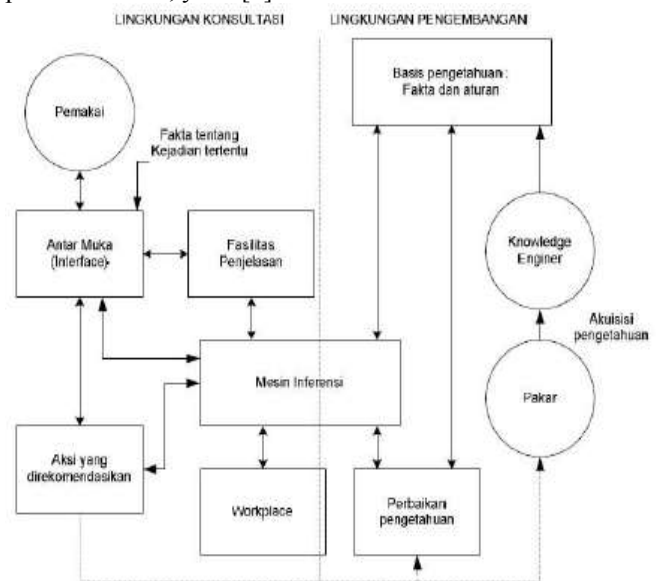 LINGKUNGAN KONSULTASI
LINGKUNGAN PENGEMBANGAN
Basis pengetahuan :
Fakta dan aturan
Pemakai
Fakta tentang
Kejadian tertentu
Antar Muka
(Interface)
Fasilitas
Penjelasan
Knowledge
Enginer
Akuisisi
pengetahuan
Mesin Inferensi
Pakar
Aksi yang
direkomendasikan
Workplace
Perbaikan
pengetahuan